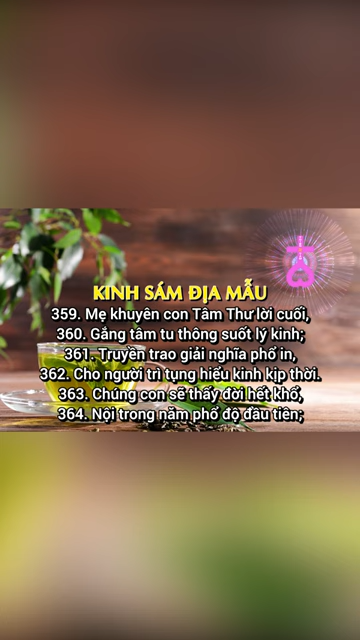 KINH SÁM ĐỊA MẪU
359. Mẹ khuyên con Tâm Thư lời cuối,
360. Gắng tâm tu thông suốt lý kinh;
361. Truyền trao giải nghĩa phổ in,
362. Cho người trì tụng hiểu kinh kịp thời.
363. Chúng con sẽ thấy đời hết khổ,
364. Nội trong năm phổ độ đầu tiên;